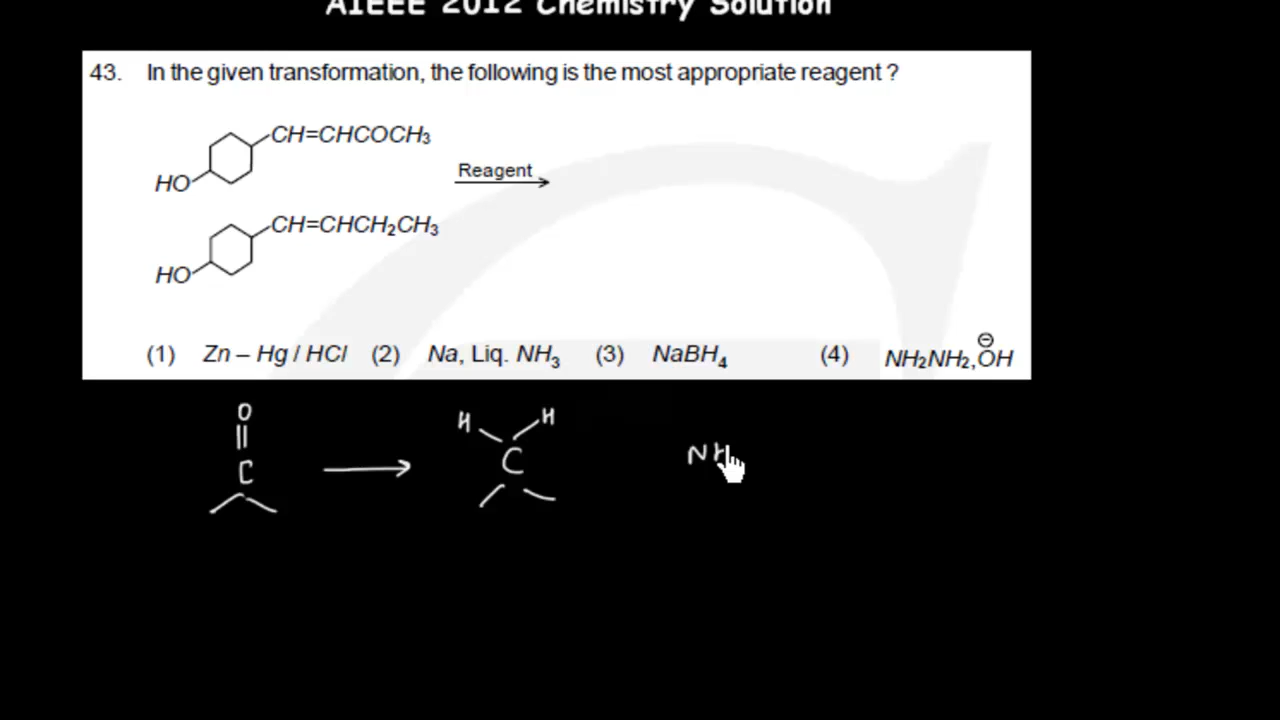 AIEEE 2012 Chemistry Solution
43. In the given transformation, the following is the most appropriate reagent ?
CH=CHCOCH₃
HO
Reagent
CH=CHCH₂CH₃
HO
(1) Zn – Hg / HCl (2) Na, Liq. NH₃ (3) NaBH₄ (4) NH₂NH₂, ⊖OH
O
H H
C C
N